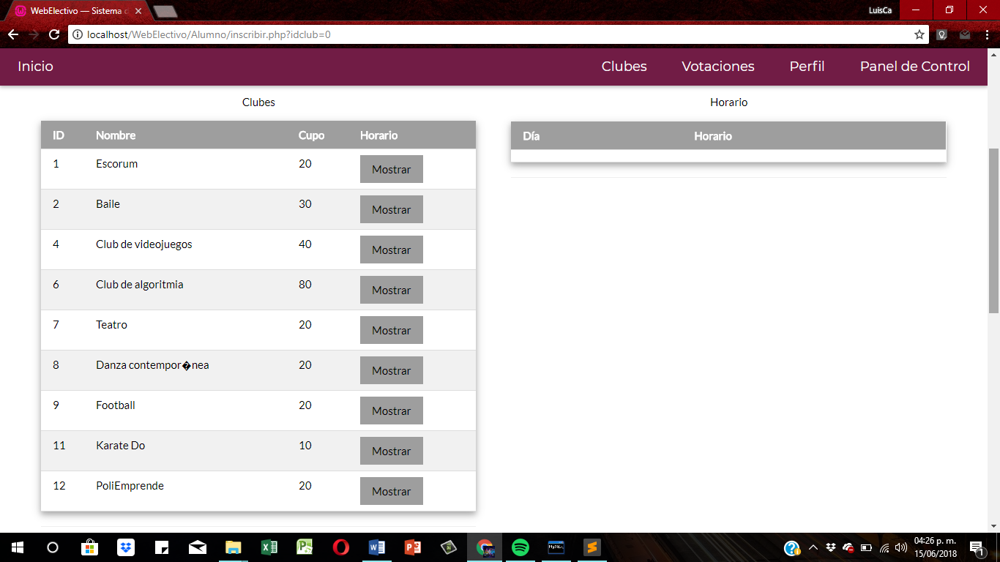 WebElectivo — Sistema d
LuisCa
localhost/WebElectivo/Alumno/inscribir.php?idclub=0
Inicio Clubes Votaciones Perfil Panel de Control
Clubes
ID Nombre Cupo Horario
1 Escorum 20 Mostrar
2 Baile 30 Mostrar
4 Club de videojuegos 40 Mostrar
6 Club de algoritmia 80 Mostrar
7 Teatro 20 Mostrar
8 Danza contempor�nea 20 Mostrar
9 Football 20 Mostrar
11 Karate Do 10 Mostrar
12 PoliEmprende 20 Mostrar
Horario
Día Horario
04:26 p. m.
15/06/2018
1